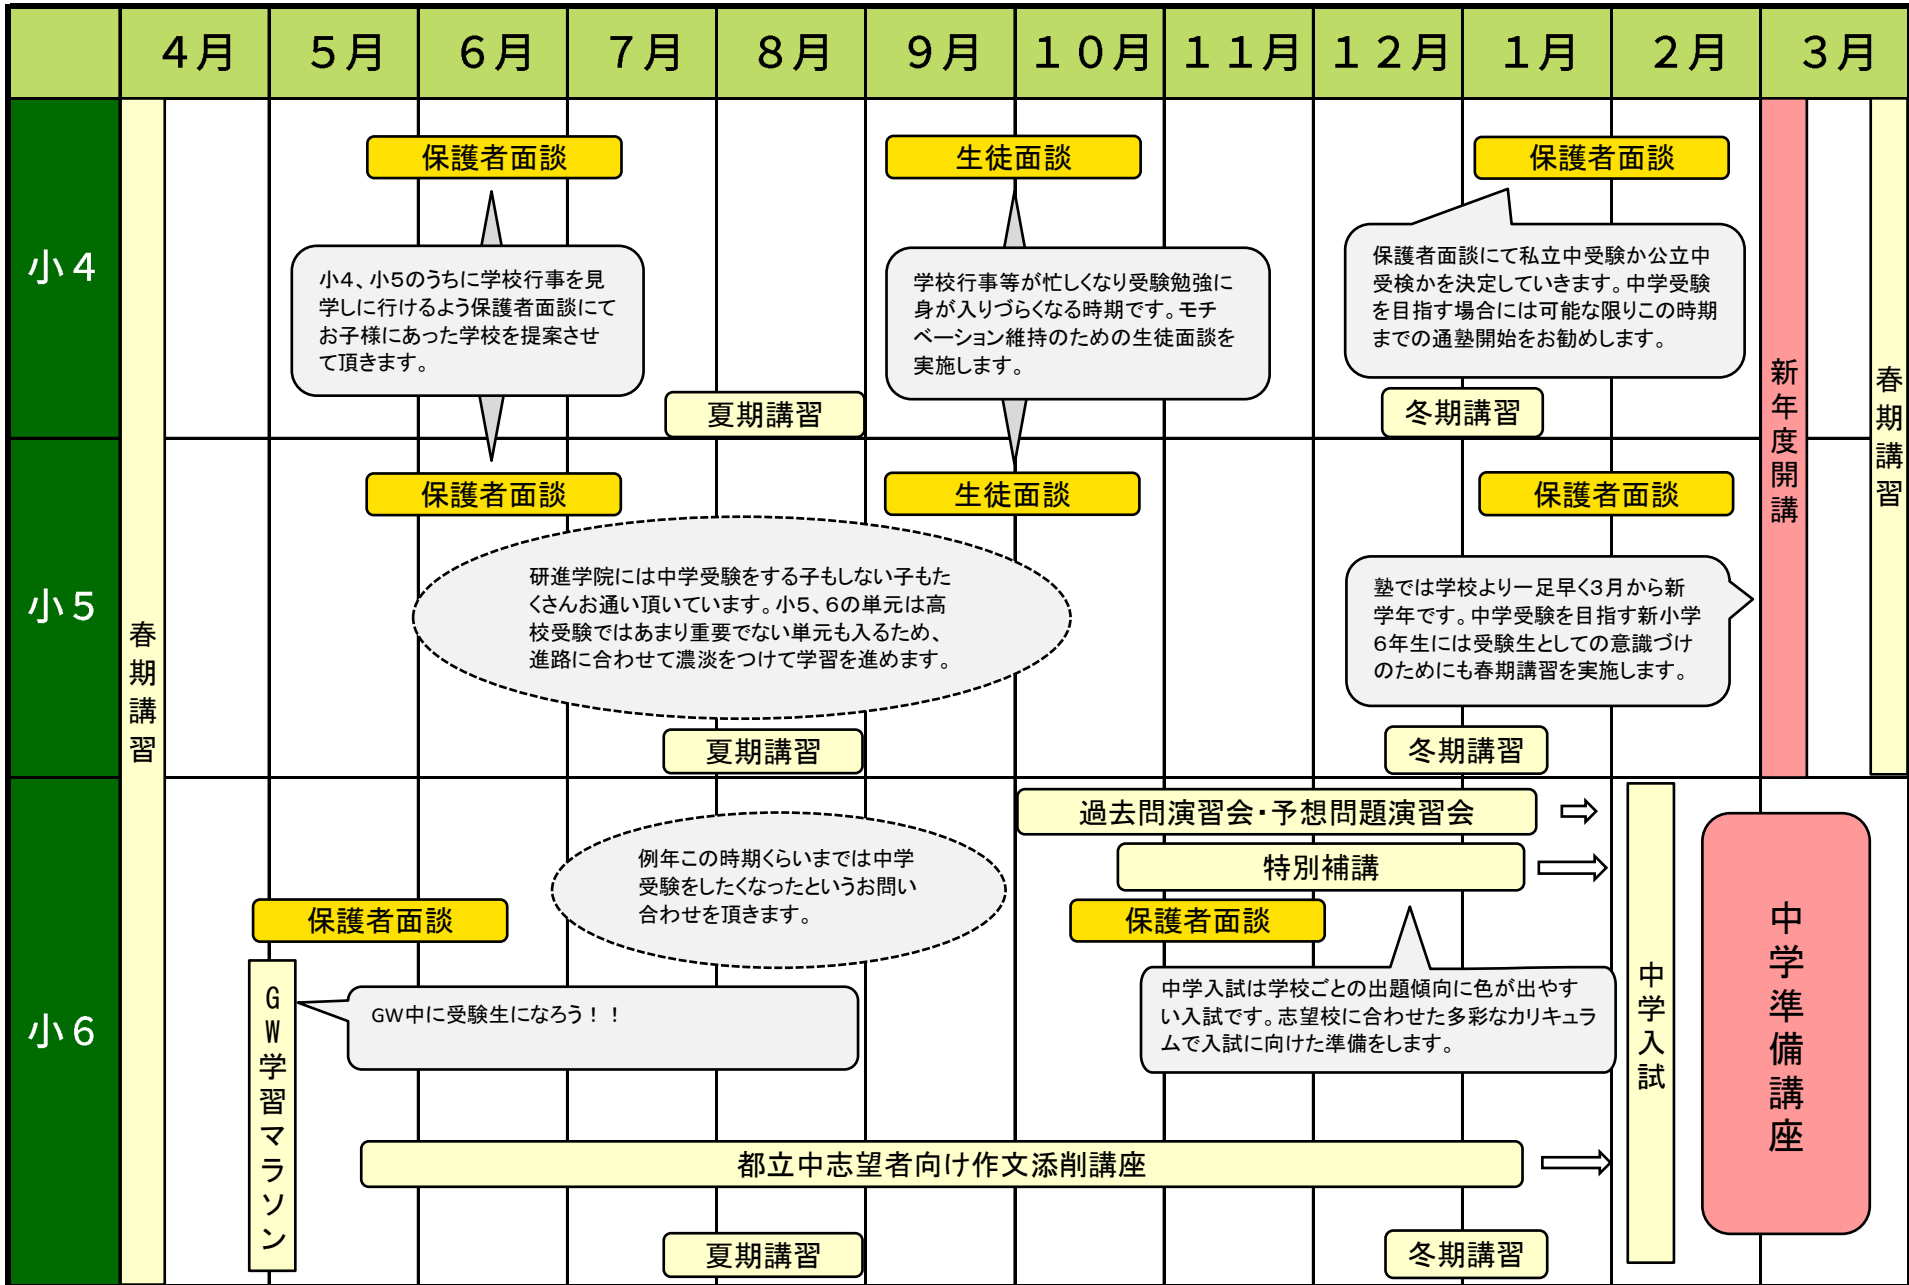 ４月
５月
６月
７月
８月
９月
１０月
１１月
１２月
１月
２月
３月
小４
春期講習
保護者面談
生徒面談
保護者面談
小４、小５のうちに学校行事を見
学しに行けるよう保護者面談にて
お子様にあった学校を提案させ
て頂きます。
学校行事等が忙しくなり受験勉強に
身が入りづらくなる時期です。モチ
ベーション維持のための生徒面談を
実施します。
保護者面談にて私立中受験か公立中
受検かを決定していきます。中学受験
を目指す場合には可能な限りこの時期
までの通塾開始をお勧めします。
夏期講習
冬期講習
新年度開講
春期講習
小５
保護者面談
生徒面談
保護者面談
研進学院には中学受験をする子もしない子もた
くさんお通い頂いています。小５、６の単元は高
校受験ではあまり重要でない単元も入るため、
進路に合わせて濃淡をつけて学習を進めます。
塾では学校より一足早く３月から新
学年です。中学受験を目指す新小学
６年生には受験生としての意識づけ
のためにも春期講習を実施します。
夏期講習
冬期講習
小６
過去問演習会・予想問題演習会
特別補講
例年この時期くらいまでは中学
受験をしたくなったというお問い
合わせを頂きます。
保護者面談
保護者面談
GW学習マラソン
GW中に受験生になろう！！
中学入試は学校ごとの出題傾向に色が出やす
い入試です。志望校に合わせた多彩なカリキュラ
ムで入試に向けた準備をします。
都立中志望者向け作文添削講座
夏期講習
冬期講習
中学入試
中学準備講座